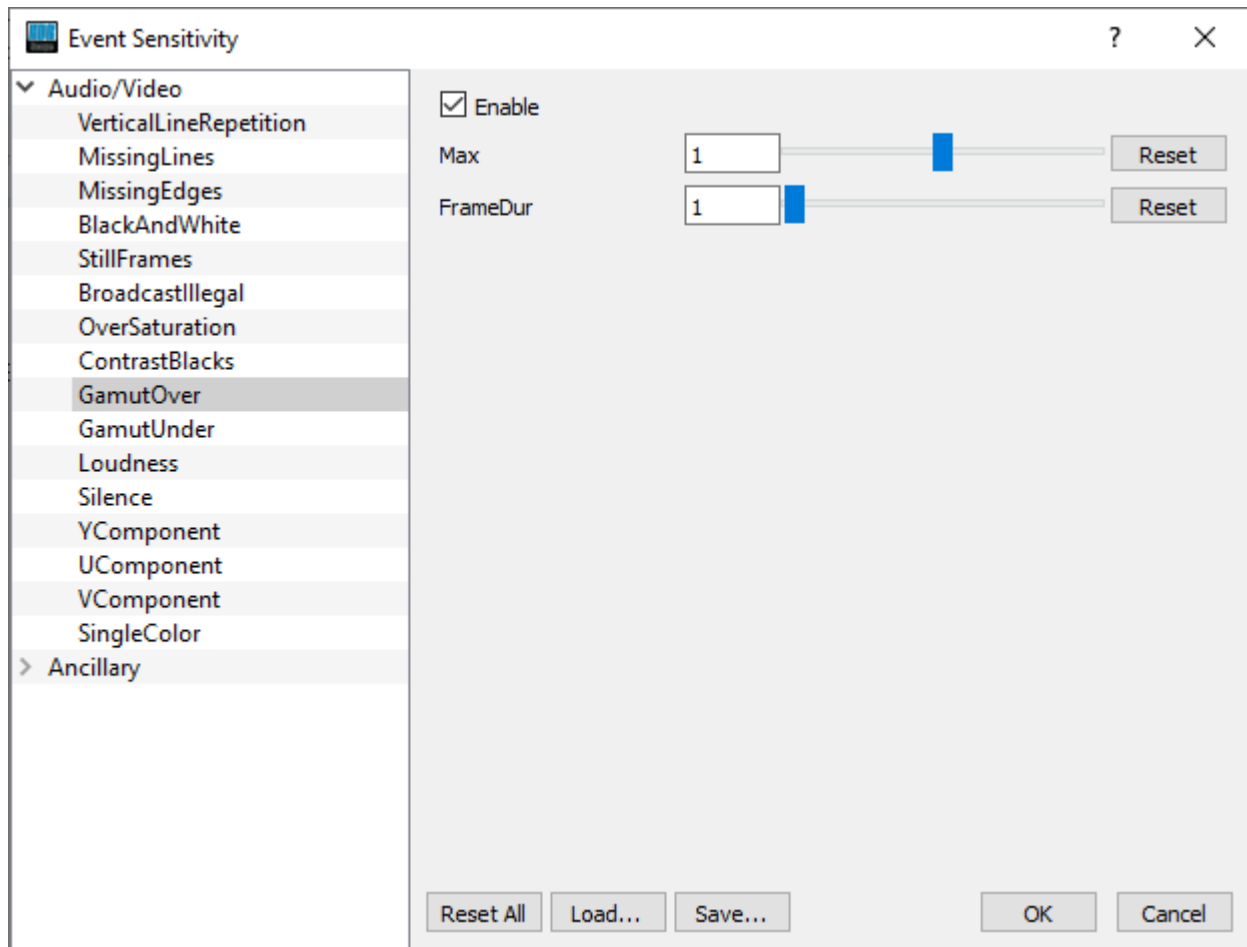 Event Sensitivity
?
Audio/Video
VerticalLineRepetition
MissingLines
MissingEdges
BlackAndWhite
StillFrames
BroadcastIllegal
OverSaturation
ContrastBlacks
GamutOver
GamutUnder
Loudness
Silence
YComponent
UComponent
VComponent
SingleColor
Ancillary
Enable
Max 1 Reset
FrameDur 1 Reset
Reset All Load... Save... OK Cancel